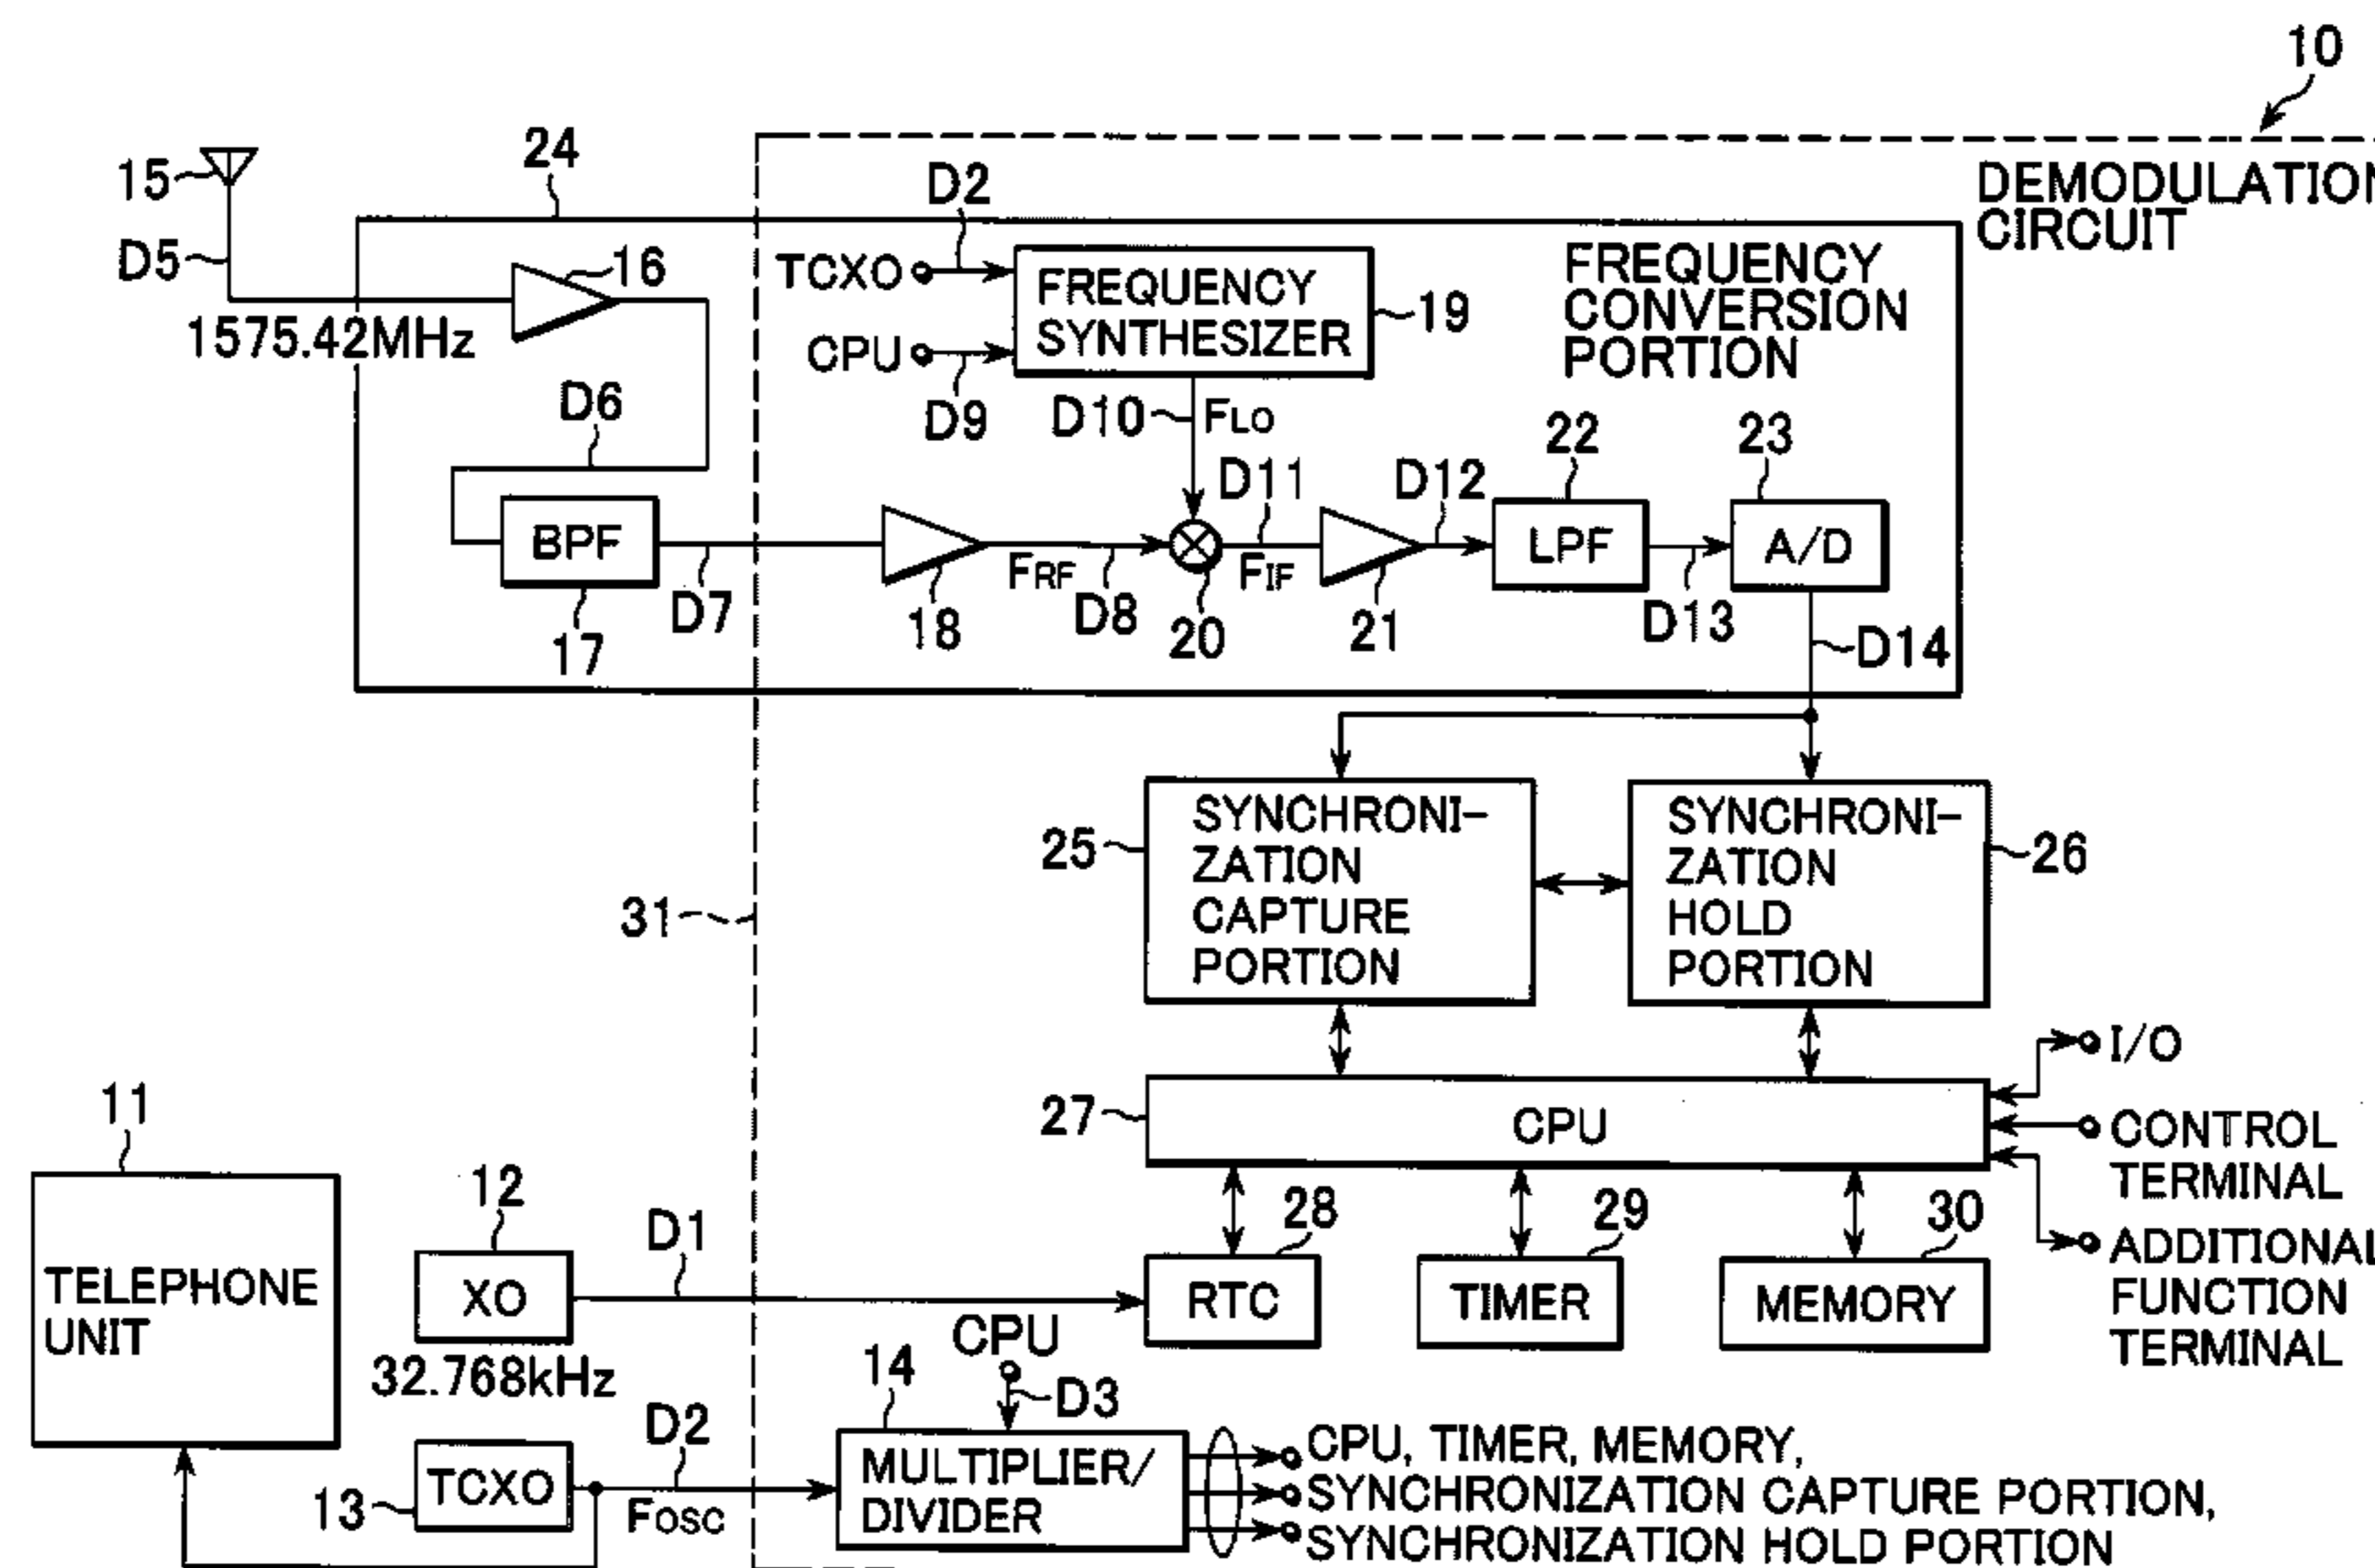 10
DEMODULATION
CIRCUIT
24
15
D5
1575.42MHz
16
D6
BPF
17
D7
D2
TCXO
CPU
D9
FREQUENCY
SYNTHESIZER
19
FREQUENCY
CONVERSION
PORTION
D10
FLO
18
FRF
D8
20
D11
FIF
21
D12
22
LPF
D13
23
A/D
D14
31
25
SYNCHRONI-
ZATION
CAPTURE
PORTION
SYNCHRONI-
ZATION
HOLD
PORTION
26
27
CPU
I/O
CONTROL
TERMINAL
ADDITIONAL
FUNCTION
TERMINAL
28
RTC
29
TIMER
30
MEMORY
11
TELEPHONE
UNIT
12
XO
32.768kHz
D1
13
TCXO
D2
FOSC
CPU
D3
14
MULTIPLIER/
DIVIDER
CPU, TIMER, MEMORY,
SYNCHRONIZATION CAPTURE PORTION,
SYNCHRONIZATION HOLD PORTION